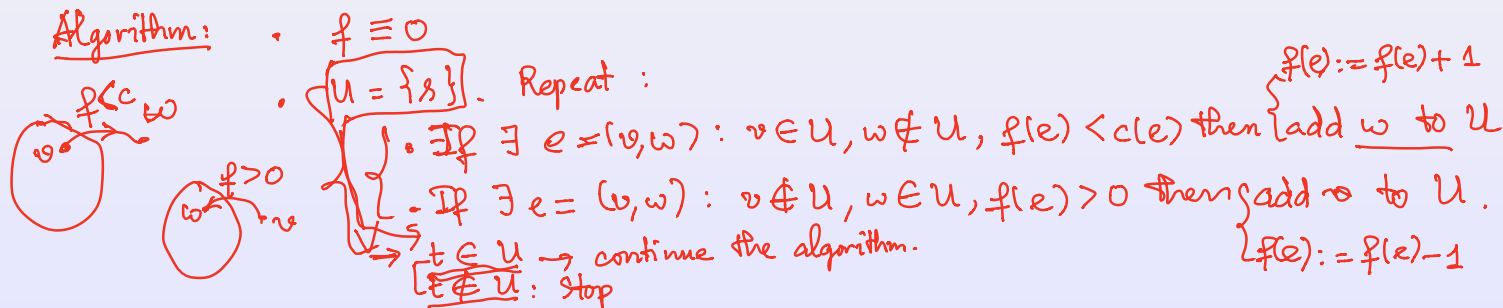 Algorithm: . f ≡ 0
. U = {s}. Repeat :
f(e) := f(e) + 1
. If ∃ e = (v, w) : v ∈ U, w ∉ U, f(e) < c(e) then { add w to U
. If ∃ e = (v, w) : v ∉ U, w ∈ U, f(e) > 0 then { add v to U.
f(e) := f(e) - 1
→ t ∈ U → continue the algorithm.
t ∉ U : Stop
f < c
v w
f > 0
w v